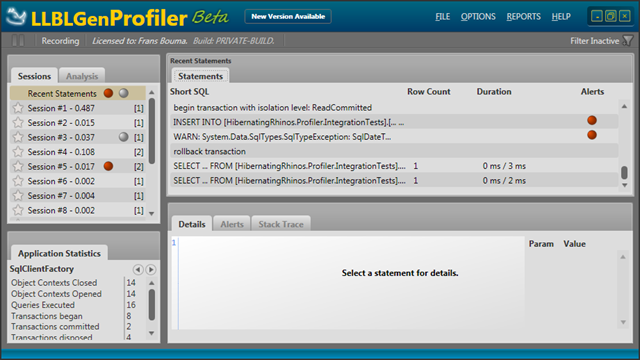 LLBLGenProfiler Beta
New Version Available
FILE OPTIONS REPORTS HELP
Recording Licensed to: Frans Bouma. Build: PRIVATE-BUILD.
Filter Inactive
Sessions Analysis
Recent Statements
Session #1 - 0.487 [1]
Session #2 - 0.015 [1]
Session #3 - 0.037 [1]
Session #4 - 0.108 [2]
Session #5 - 0.017 [2]
Session #6 - 0.002 [1]
Session #7 - 0.004 [1]
Session #8 - 0.002 [1]
Application Statistics
SqlClientFactory
Object Contexts Closed 14
Object Contexts Opened 14
Queries Executed 16
Transactions began 8
Transactions committed 2
Transactions disposed 4
Recent Statements
Statements
Short SQL Row Count Duration Alerts
begin transaction with isolation level: ReadCommitted
INSERT INTO [HibernatingRhinos.Profiler.IntegrationTests].[...
WARN: System.Data.SqlTypes.SqlTypeException: SqlDateT...
rollback transaction
SELECT ... FROM [HibernatingRhinos.Profiler.IntegrationTests].... 1 0 ms / 3 ms
SELECT ... FROM [HibernatingRhinos.Profiler.IntegrationTests].... 1 0 ms / 2 ms
Details Alerts Stack Trace
1
Select a statement for details.
Param Value